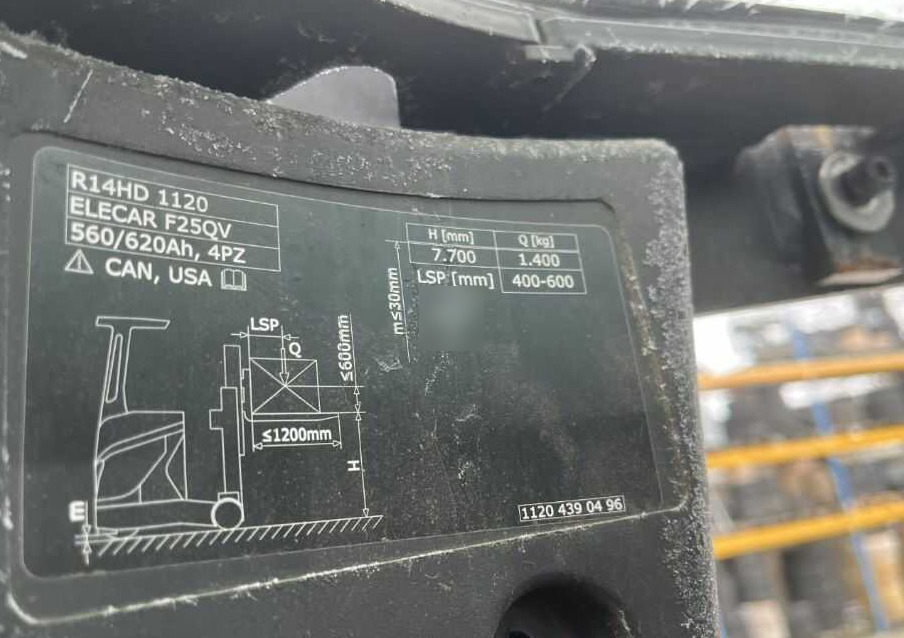 R14HD 1120
ELECAR F25QV
560/620Ah, 4PZ
CAN, USA
H [mm] Q [kg]
7.700 1.400
LSP [mm] 400-600
m≤30mm
LSP
Q
≤600mm
≤1200mm
H
E
1120 439 04 96